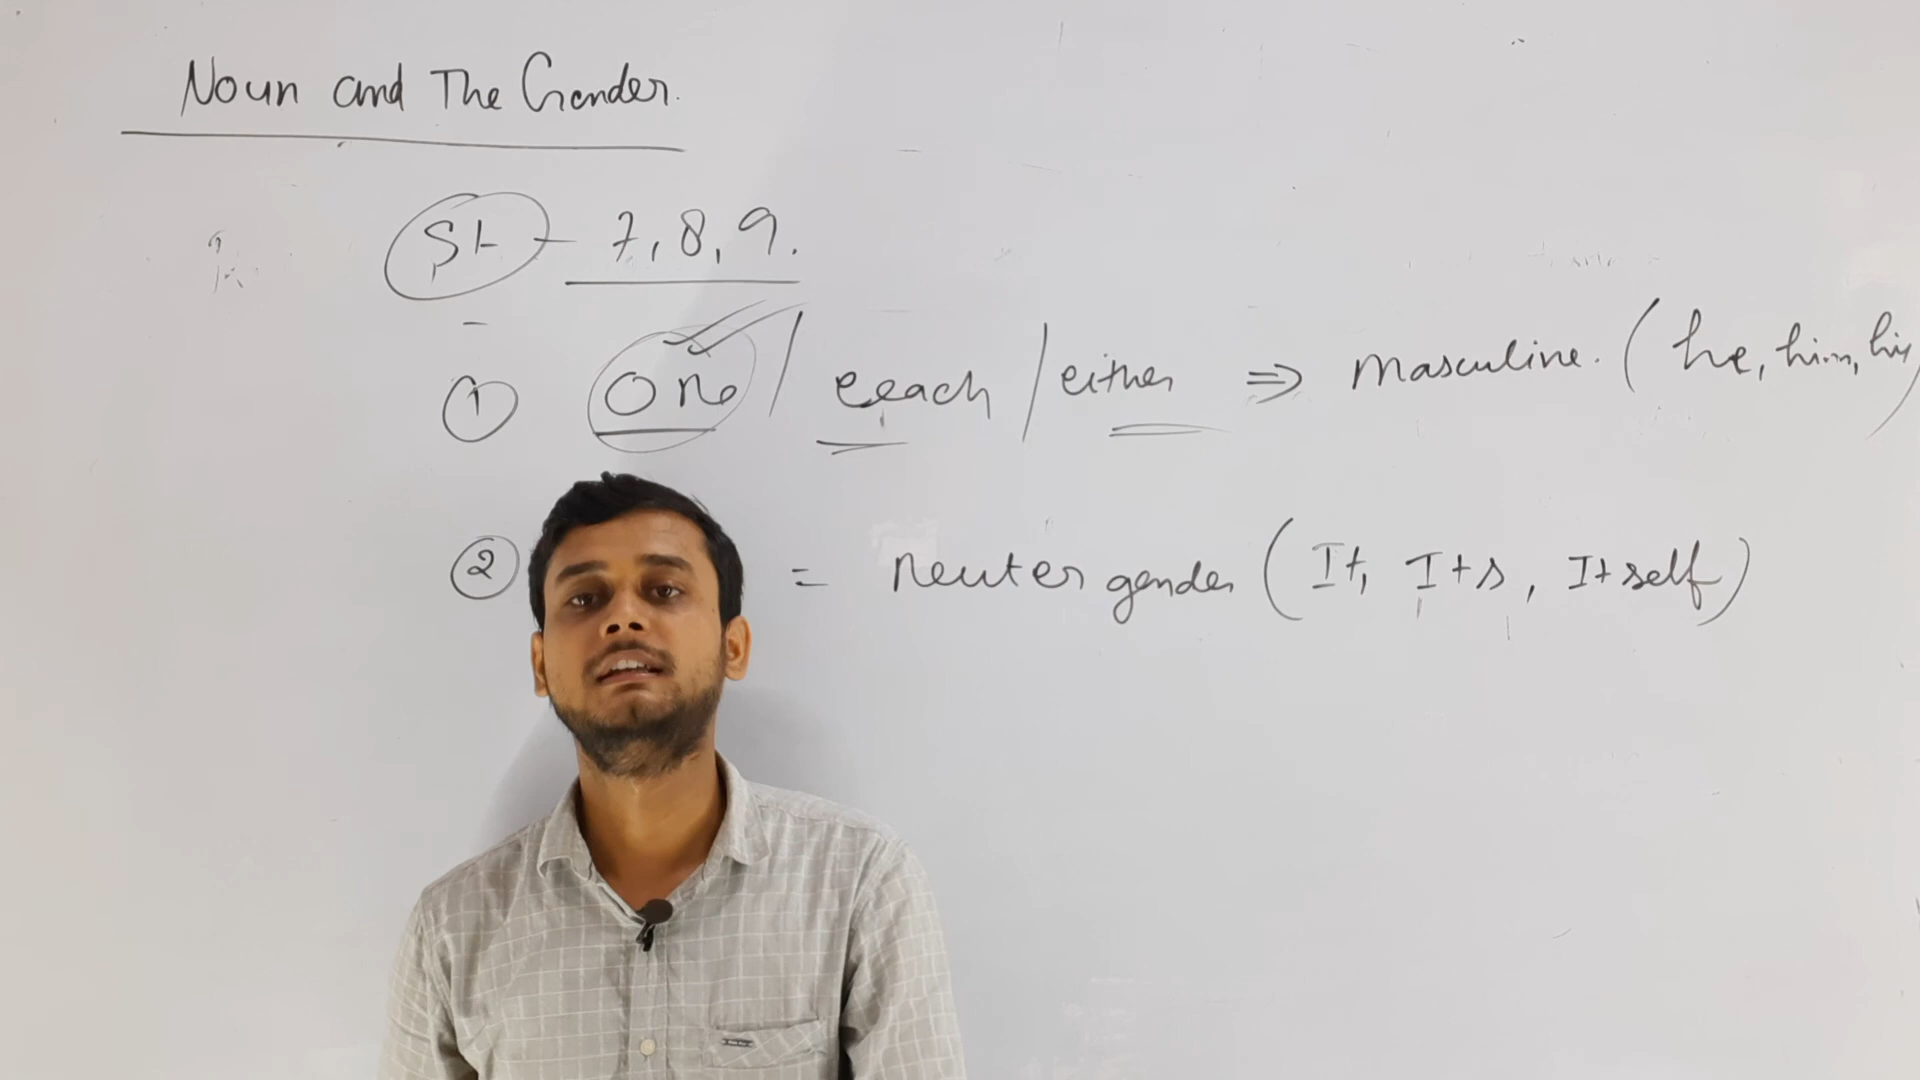 Noun and The Gender.
St - 7, 8, 9.
① One / each / either ⇒ masculine. (he, him, his)
② = neuter gender (It, Its, Itself)